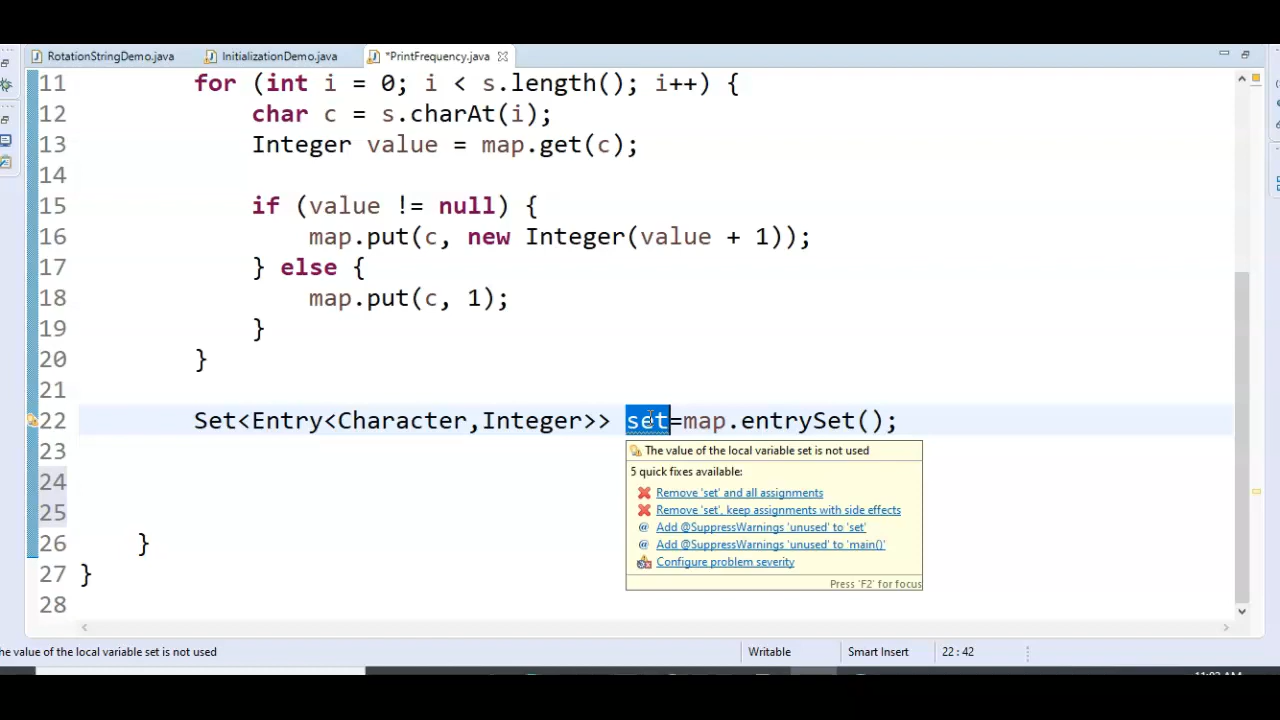 RotationStringDemo.java InitializationDemo.java *PrintFrequency.java
11 for (int i = 0; i < s.length(); i++) {
12 char c = s.charAt(i);
13 Integer value = map.get(c);
14
15 if (value != null) {
16 map.put(c, new Integer(value + 1));
17 } else {
18 map.put(c, 1);
19 }
20 }
21
22 Set<Entry<Character,Integer>> set=map.entrySet();
23 The value of the local variable set is not used
5 quick fixes available:
24 Remove 'set' and all assignments
Remove 'set', keep assignments with side effects
25 Add @SuppressWarnings 'unused' to 'set'
26 } Add @SuppressWarnings 'unused' to 'main()'
Configure problem severity
27 }
Press 'F2' for focus
28
he value of the local variable set is not used Writable Smart Insert 22 : 42